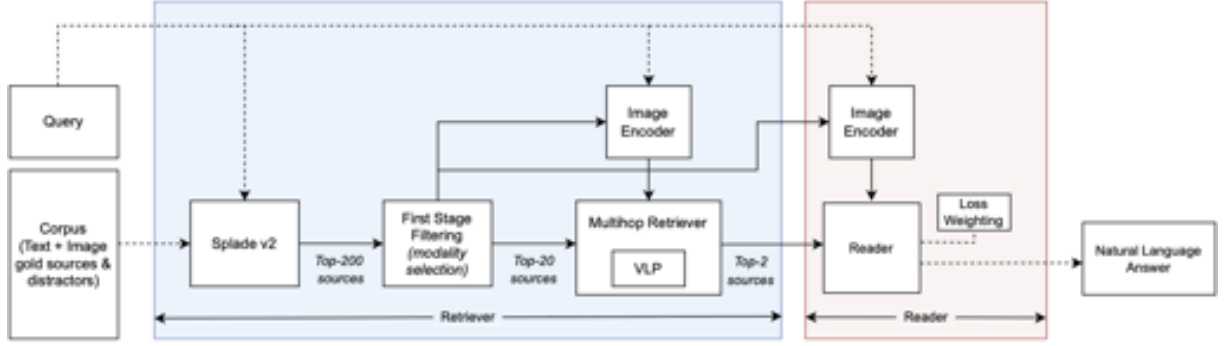 Query
Corpus
(Text + Image
gold sources &
distractors)
Splade v2
Top-200
sources
First Stage
Filtering
(modality
selection)
Top-20
sources
Image
Encoder
Multihop Retriever
VLP
Top-2
sources
Retriever
Image
Encoder
Reader
Loss
Weighting
Reader
Natural Language
Answer